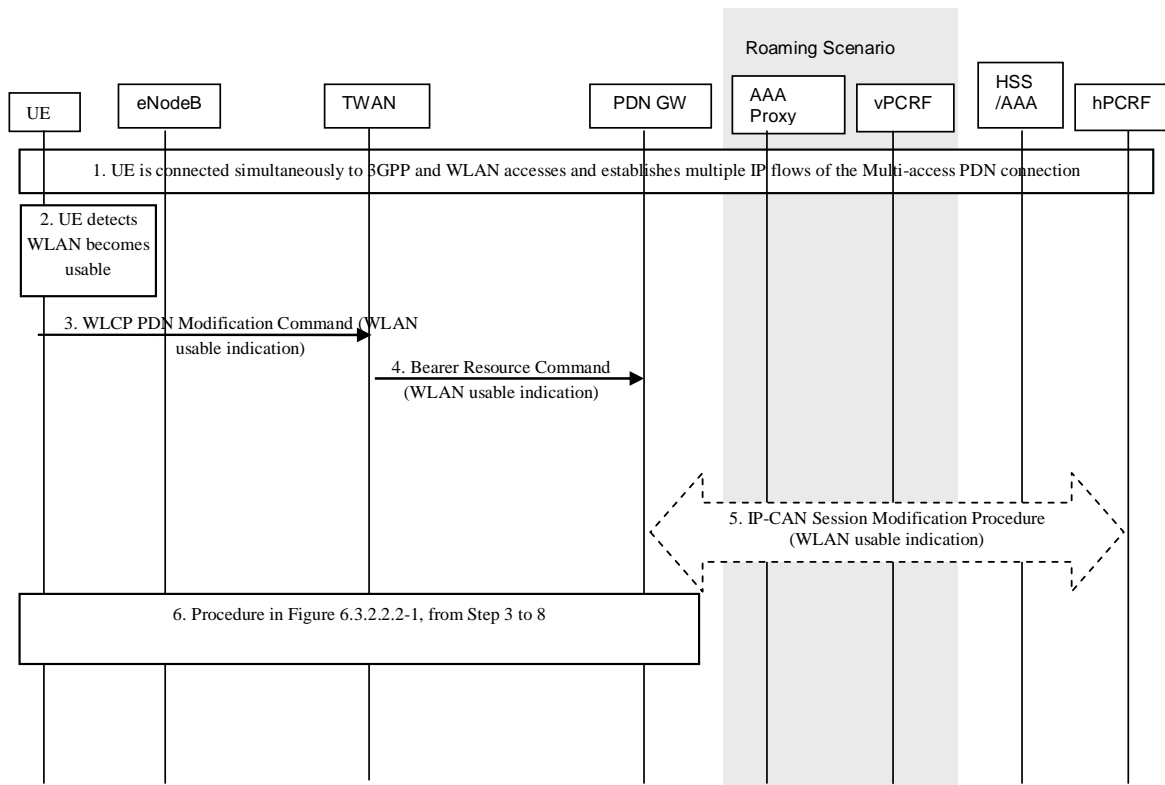 Roaming Scenario
UE
eNodeB
TWAN
PDN GW
AAA
Proxy
vPCRF
HSS
/AAA
hPCRF
1. UE is connected simultaneously to 3GPP and WLAN accesses and establishes multiple IP flows of the Multi-access PDN connection
2. UE detects
WLAN becomes
usable
3. WLCP PDN Modification Command (WLAN
usable indication)
4. Bearer Resource Command
(WLAN usable indication)
5. IP-CAN Session Modification Procedure
(WLAN usable indication)
6. Procedure in Figure 6.3.2.2.2-1, from Step 3 to 8